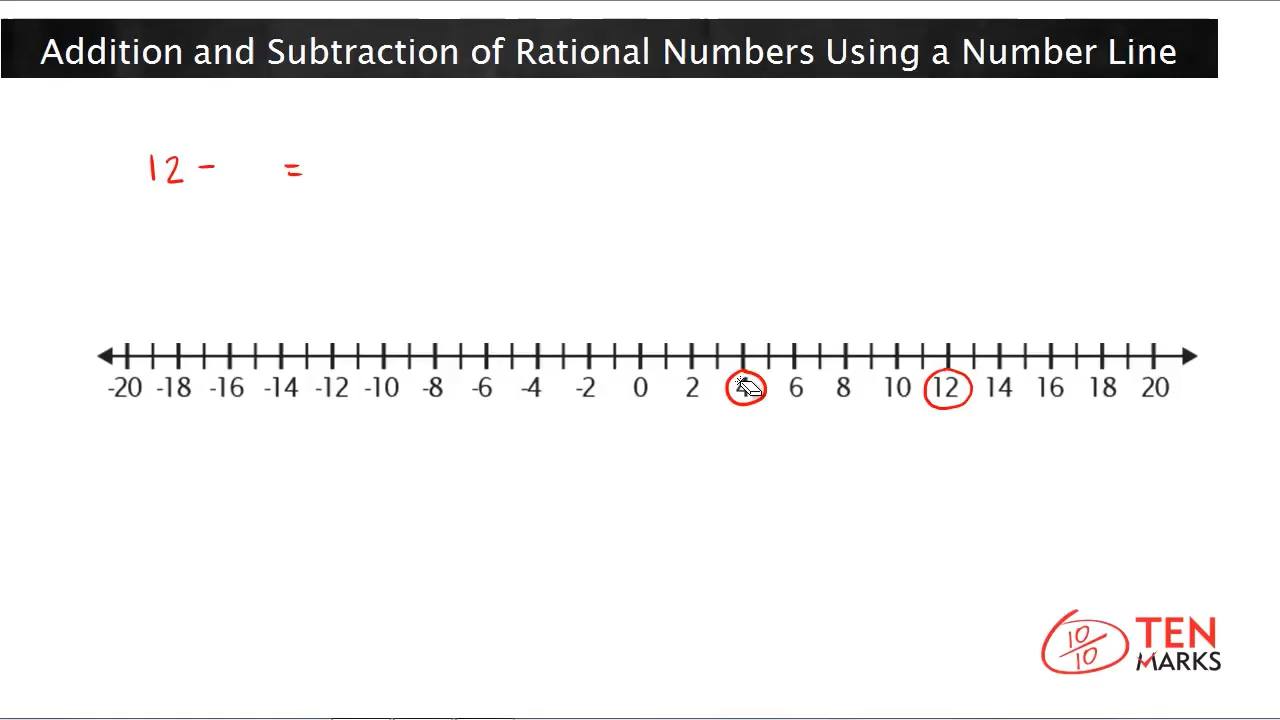 Addition and Subtraction of Rational Numbers Using a Number Line
12 - =
-20 -18 -16 -14 -12 -10 -8 -6 -4 -2 0 2 4 6 8 10 12 14 16 18 20
10/10 TEN
MARKS